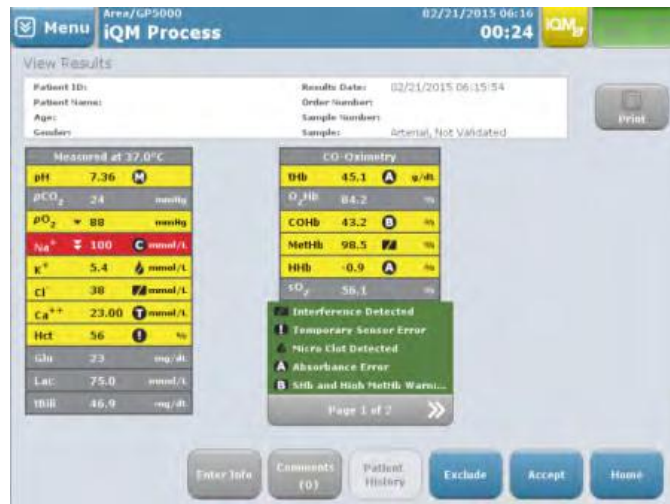 Area/GP5000
02/21/2015 06:16
Menu
iQM Process
00:24
iQM
View Results
Patient ID:
Results Date: 02/21/2015 06:15:54
Patient Name:
Order Number:
Age:
Sample Number:
Gender:
Sample: Arterial, Not Validated
Print
Measured at 37.0°C
pH 7.36 M
pCO2 24 mmHg
pO2 88 mmHg
Na+ 100 C mmol/L
K+ 5.4 mmol/L
Cl- 38 mmol/L
Ca++ 23.00 T mmol/L
Hct 56 ! %
Glu 23 mg/dL
Lac 75.0 mmol/L
tBili 46.9 mg/dL
CO-Oximetry
tHb 45.1 A g/dL
O2Hb 84.2 %
COHb 43.2 B %
MetHb 98.5 %
HHb -0.9 A %
sO2 56.1 %
Interference Detected
! Temporary Sensor Error
Micro Clot Detected
A Absorbance Error
B SHb and High MetHb Warni...
Page 1 of 2
Enter Info
Comments
(0)
Patient
History
Exclude
Accept
Home